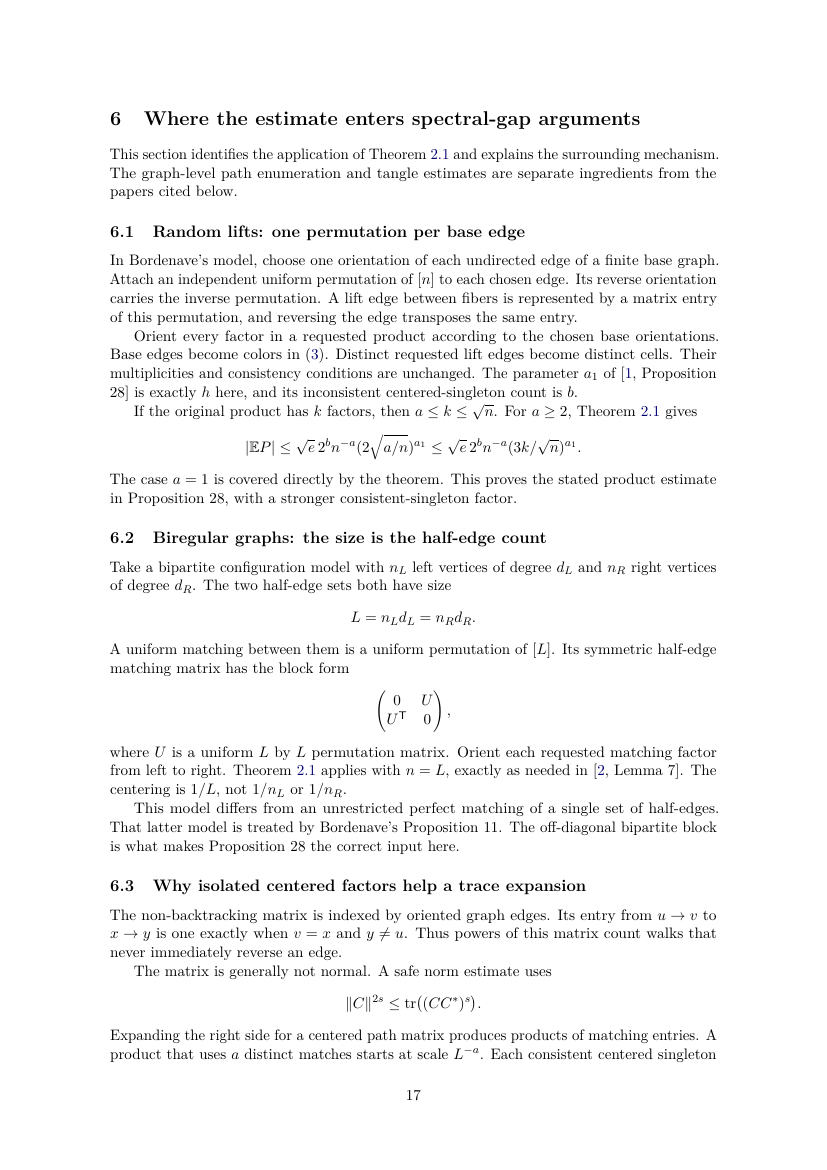 6 Where the estimate enters spectral-gap arguments
This section identifies the application of Theorem 2.1 and explains the surrounding mechanism.
The graph-level path enumeration and tangle estimates are separate ingredients from the
papers cited below.
6.1 Random lifts: one permutation per base edge
In Bordenave's model, choose one orientation of each undirected edge of a finite base graph.
Attach an independent uniform permutation of [n] to each chosen edge. Its reverse orientation
carries the inverse permutation. A lift edge between fibers is represented by a matrix entry
of this permutation, and reversing the edge transposes the same entry.
Orient every factor in a requested product according to the chosen base orientations.
Base edges become colors in (3). Distinct requested lift edges become distinct cells. Their
multiplicities and consistency conditions are unchanged. The parameter a₁ of [1, Proposition
28] is exactly h here, and its inconsistent centered-singleton count is b.
If the original product has k factors, then a ≤ k ≤ √n. For a ≥ 2, Theorem 2.1 gives
|𝔼P| ≤ √e 2^b n^{−a}(2√(a/n))^{a₁} ≤ √e 2^b n^{−a}(3k/√n)^{a₁}.
The case a = 1 is covered directly by the theorem. This proves the stated product estimate
in Proposition 28, with a stronger consistent-singleton factor.
6.2 Biregular graphs: the size is the half-edge count
Take a bipartite configuration model with n_L left vertices of degree d_L and n_R right vertices
of degree d_R. The two half-edge sets both have size
L = n_L d_L = n_R d_R.
A uniform matching between them is a uniform permutation of [L]. Its symmetric half-edge
matching matrix has the block form
( 0 U
U^T 0 ),
where U is a uniform L by L permutation matrix. Orient each requested matching factor
from left to right. Theorem 2.1 applies with n = L, exactly as needed in [2, Lemma 7]. The
centering is 1/L, not 1/n_L or 1/n_R.
This model differs from an unrestricted perfect matching of a single set of half-edges.
That latter model is treated by Bordenave's Proposition 11. The off-diagonal bipartite block
is what makes Proposition 28 the correct input here.
6.3 Why isolated centered factors help a trace expansion
The non-backtracking matrix is indexed by oriented graph edges. Its entry from u → v to
x → y is one exactly when v = x and y ≠ u. Thus powers of this matrix count walks that
never immediately reverse an edge.
The matrix is generally not normal. A safe norm estimate uses
‖C‖^{2s} ≤ tr((CC*)^s).
Expanding the right side for a centered path matrix produces products of matching entries. A
product that uses a distinct matches starts at scale L^{−a}. Each consistent centered singleton
17